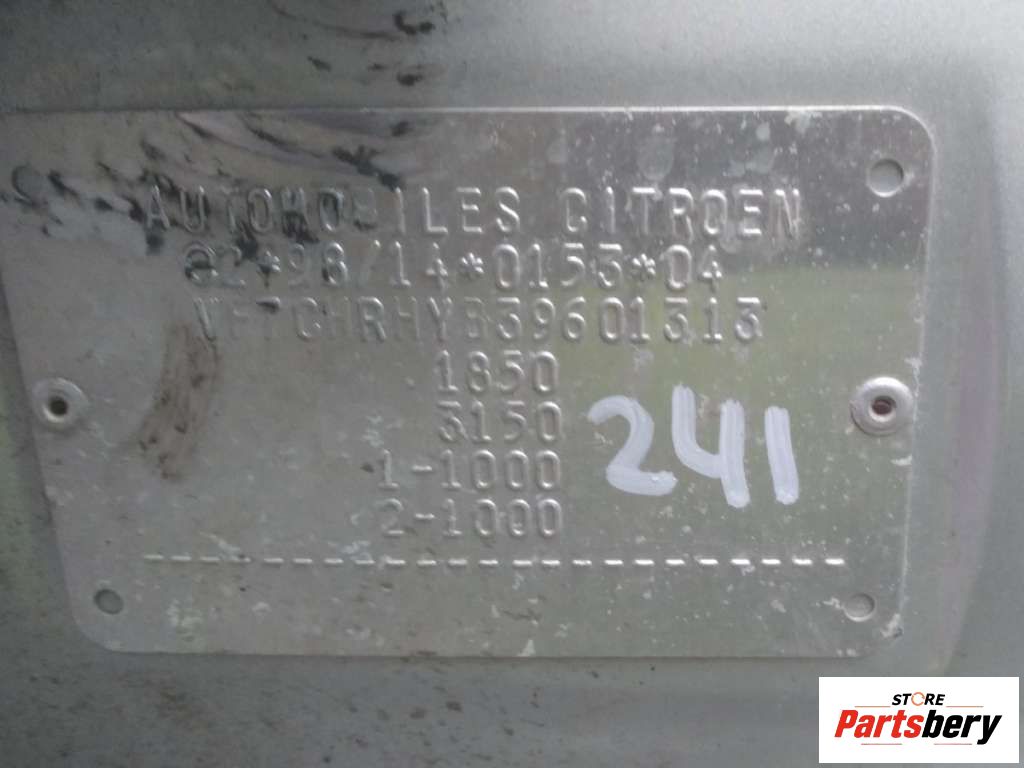 AUTOMOBILES CITROEN
e2*98/14*0153*04
VF7CHRHYB39601313
1850
3150
1-1000
2-1000
--------------------------
241
STORE
Partsbery